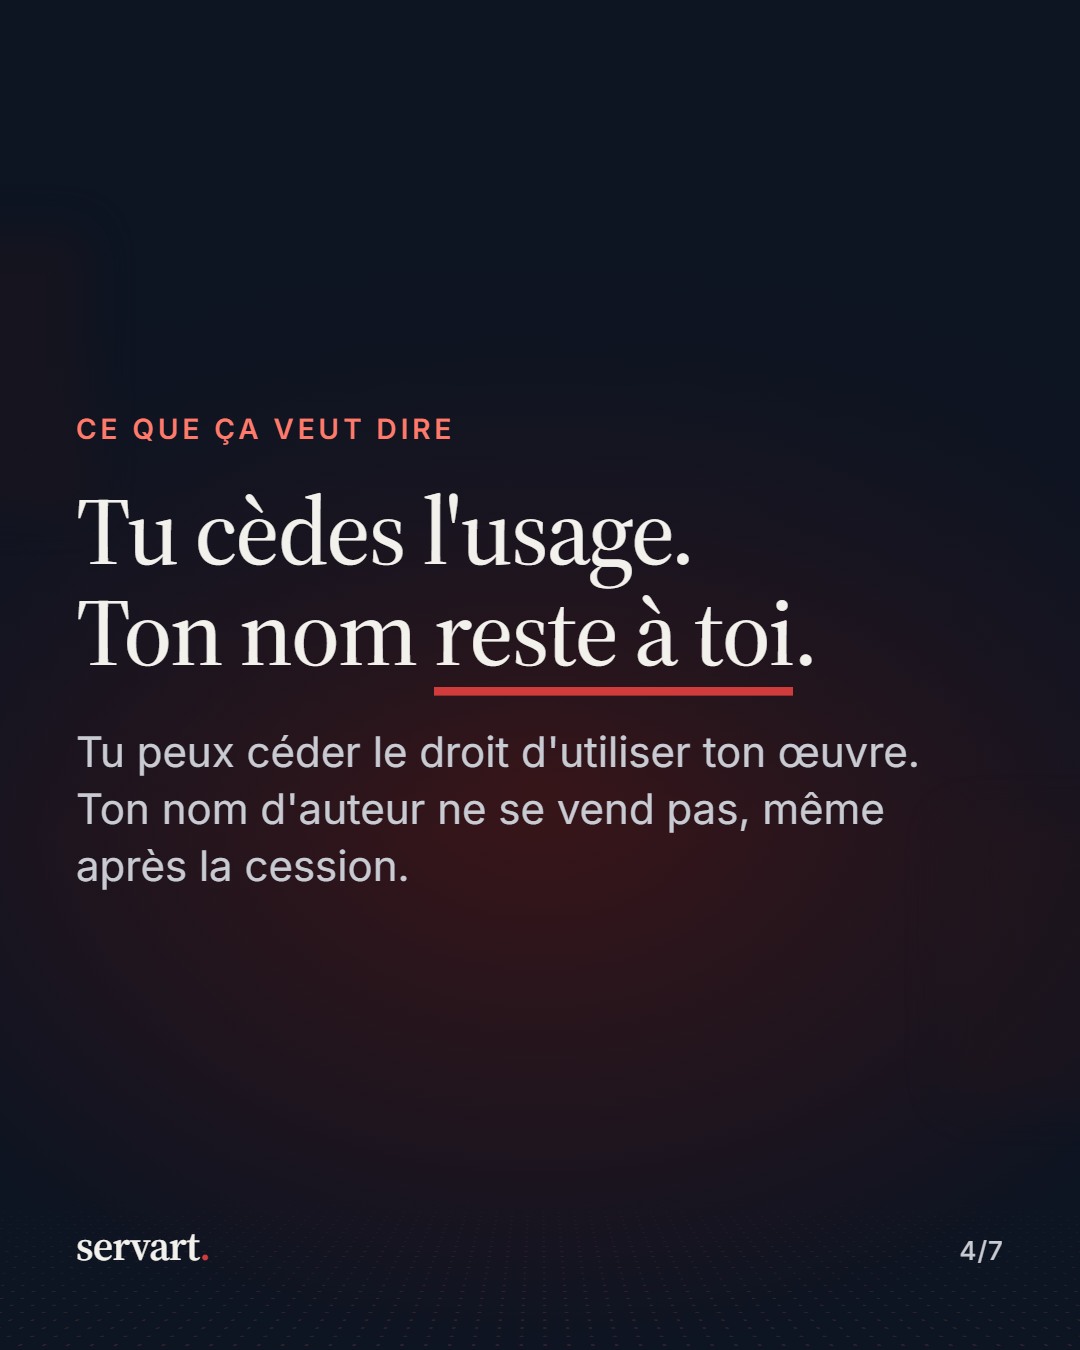 CE QUE ÇA VEUT DIRE
Tu cèdes l'usage.
Ton nom reste à toi.
Tu peux céder le droit d'utiliser ton œuvre.
Ton nom d'auteur ne se vend pas, même
après la cession.
servart.
4/7